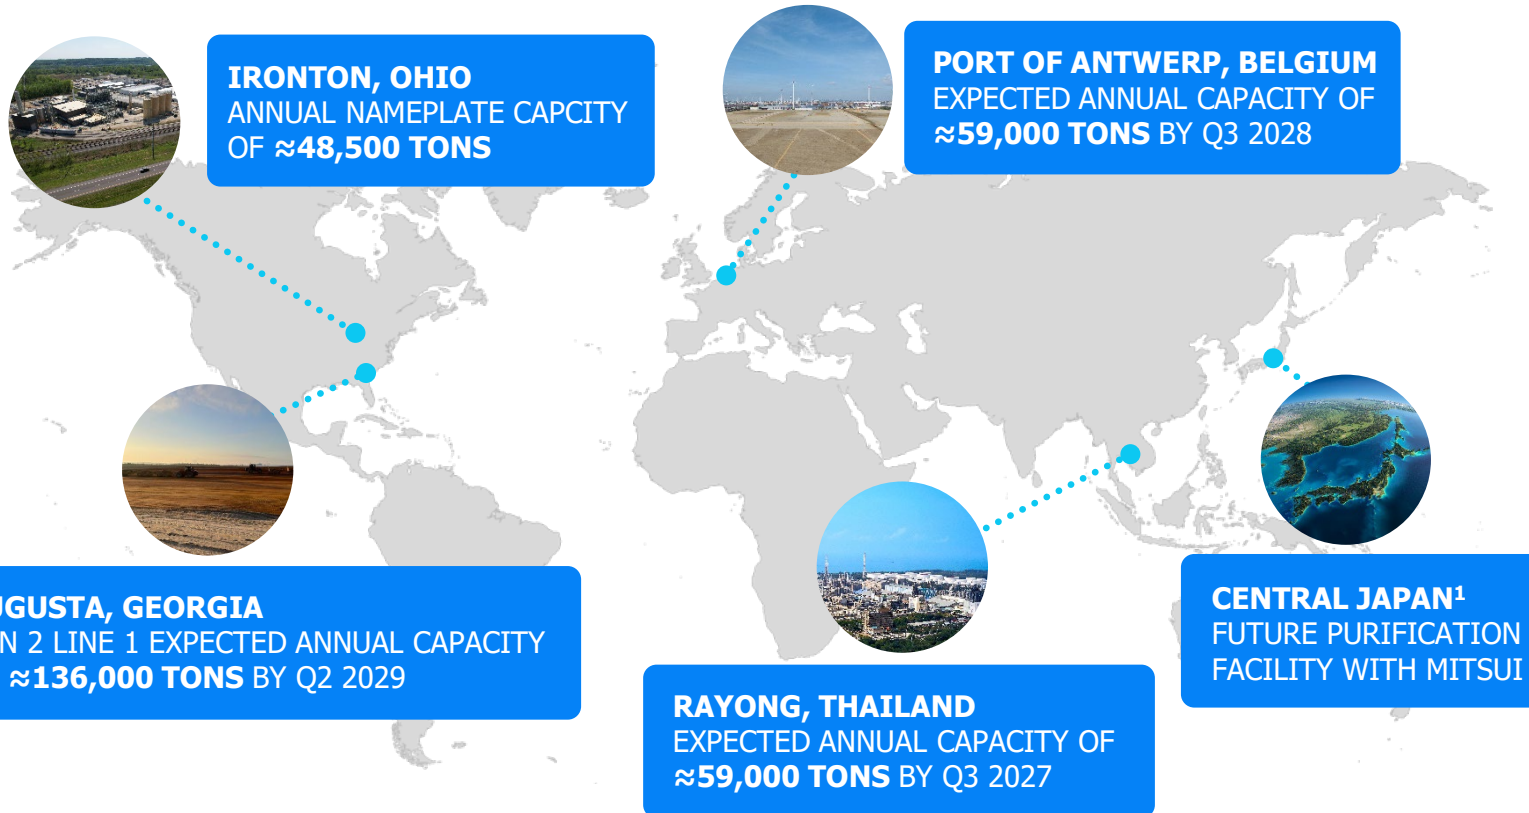 IRONTON, OHIO
ANNUAL NAMEPLATE CAPCITY
OF ≈48,500 TONS
PORT OF ANTWERP, BELGIUM
EXPECTED ANNUAL CAPACITY OF
≈59,000 TONS BY Q3 2028
UGUSTA, GEORGIA
N 2 LINE 1 EXPECTED ANNUAL CAPACITY
≈136,000 TONS BY Q2 2029
RAYONG, THAILAND
EXPECTED ANNUAL CAPACITY OF
≈59,000 TONS BY Q3 2027
CENTRAL JAPAN¹
FUTURE PURIFICATION
FACILITY WITH MITSUI